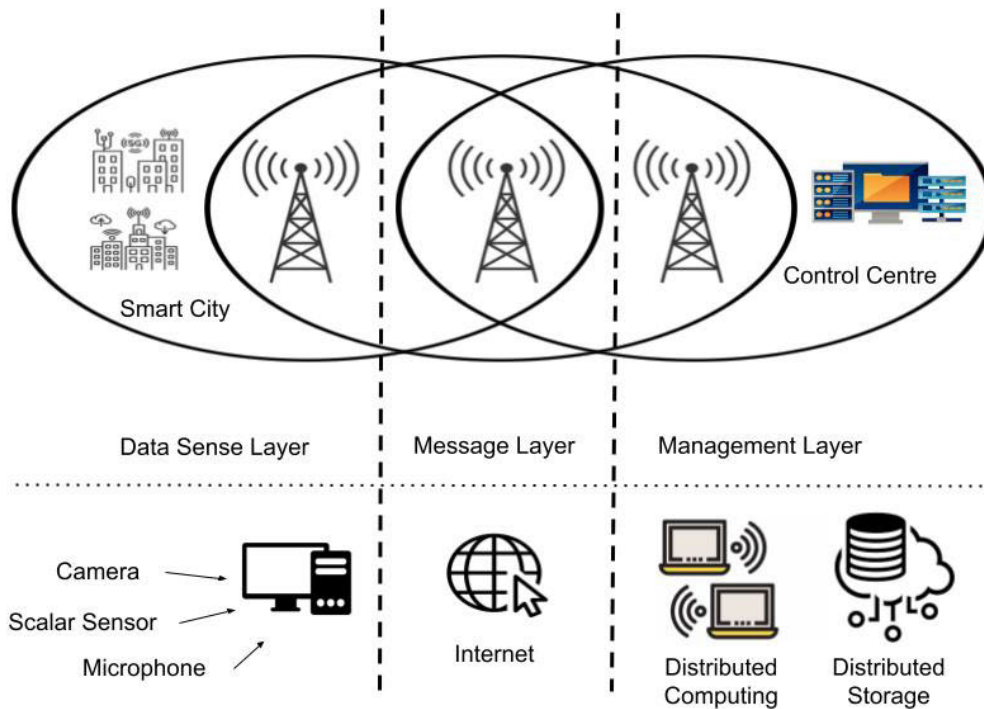 5G
Smart City
Control Centre
Data Sense Layer
Message Layer
Management Layer
Camera
Scalar Sensor
Microphone
Internet
Distributed
Computing
Distributed
Storage